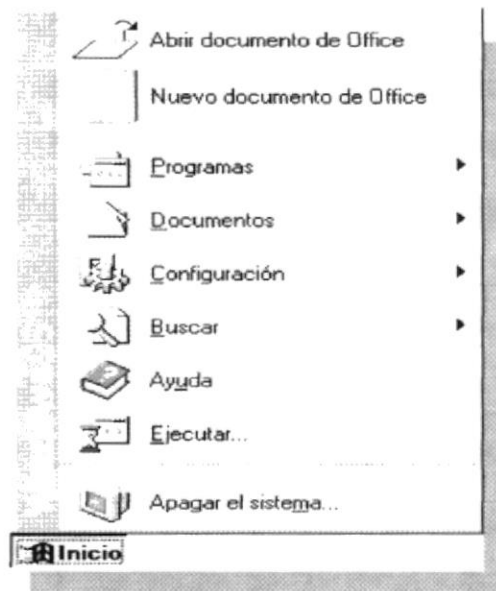 Abrir documento de Office
Nuevo documento de Office
Programas
Documentos
Configuración
Buscar
Ayuda
Ejecutar...
Apagar el sistema...
Inicio